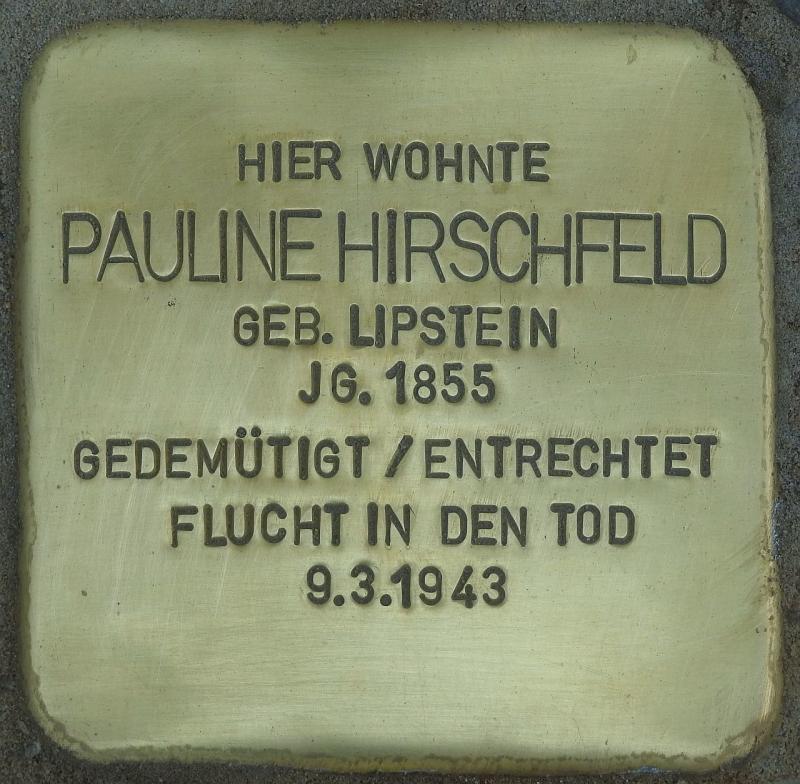 HIER WOHNTE
PAULINE HIRSCHFELD
GEB. LIPSTEIN
JG. 1855
GEDEMÜTIGT / ENTRECHTET
FLUCHT IN DEN TOD
9.3.1943